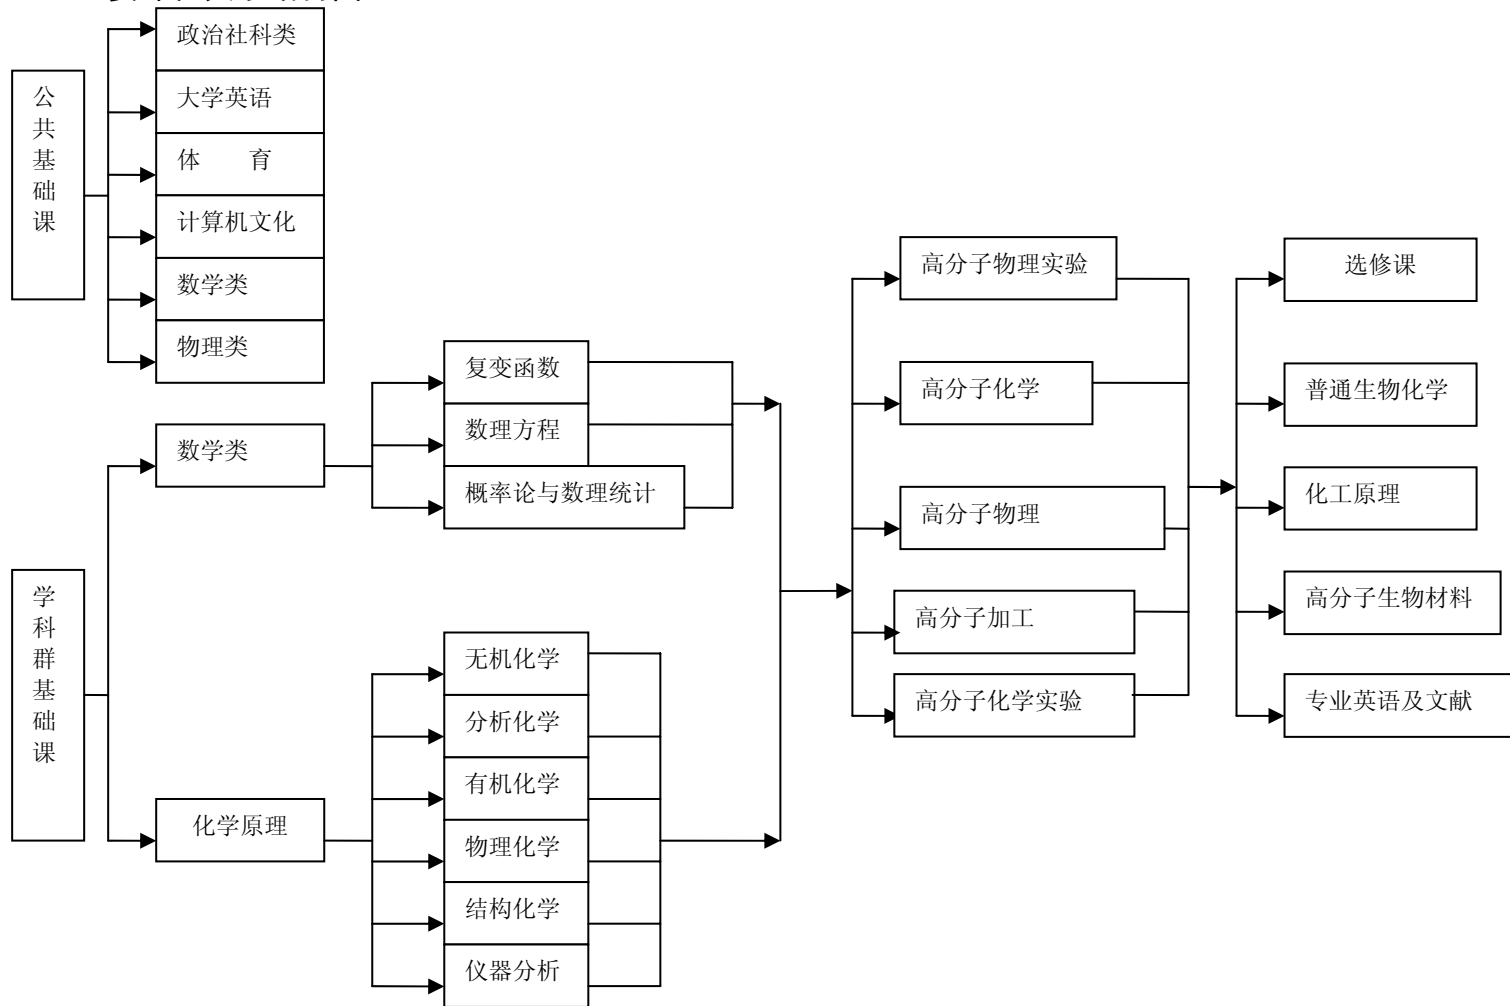 公共基础课
政治社科类
大学英语
体 育
计算机文化
数学类
物理类
学科群基础课
数学类
复变函数
数理方程
概率论与数理统计
化学原理
无机化学
分析化学
有机化学
物理化学
结构化学
仪器分析
高分子物理实验
高分子化学
高分子物理
高分子加工
高分子化学实验
选修课
普通生物化学
化工原理
高分子生物材料
专业英语及文献